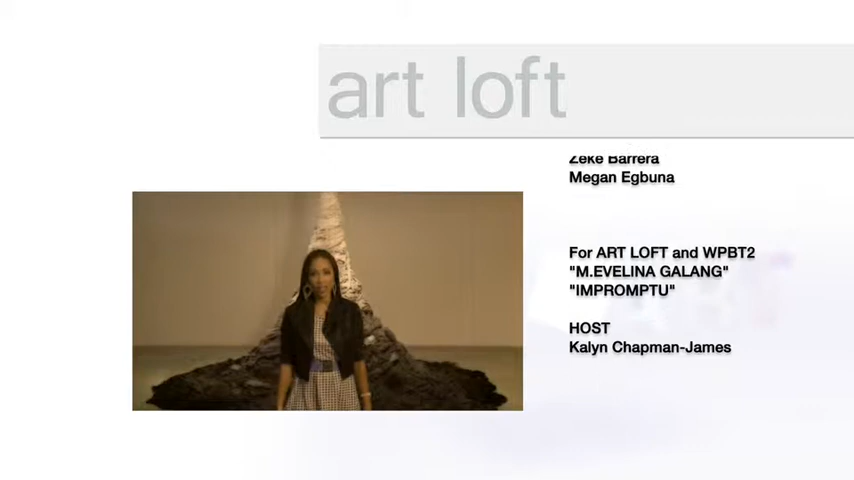 art loft
Zeke Barrera
Megan Egbuna
For ART LOFT and WPBT2
"M.EVELINA GALANG"
"IMPROMPTU"
HOST
Kalyn Chapman-James